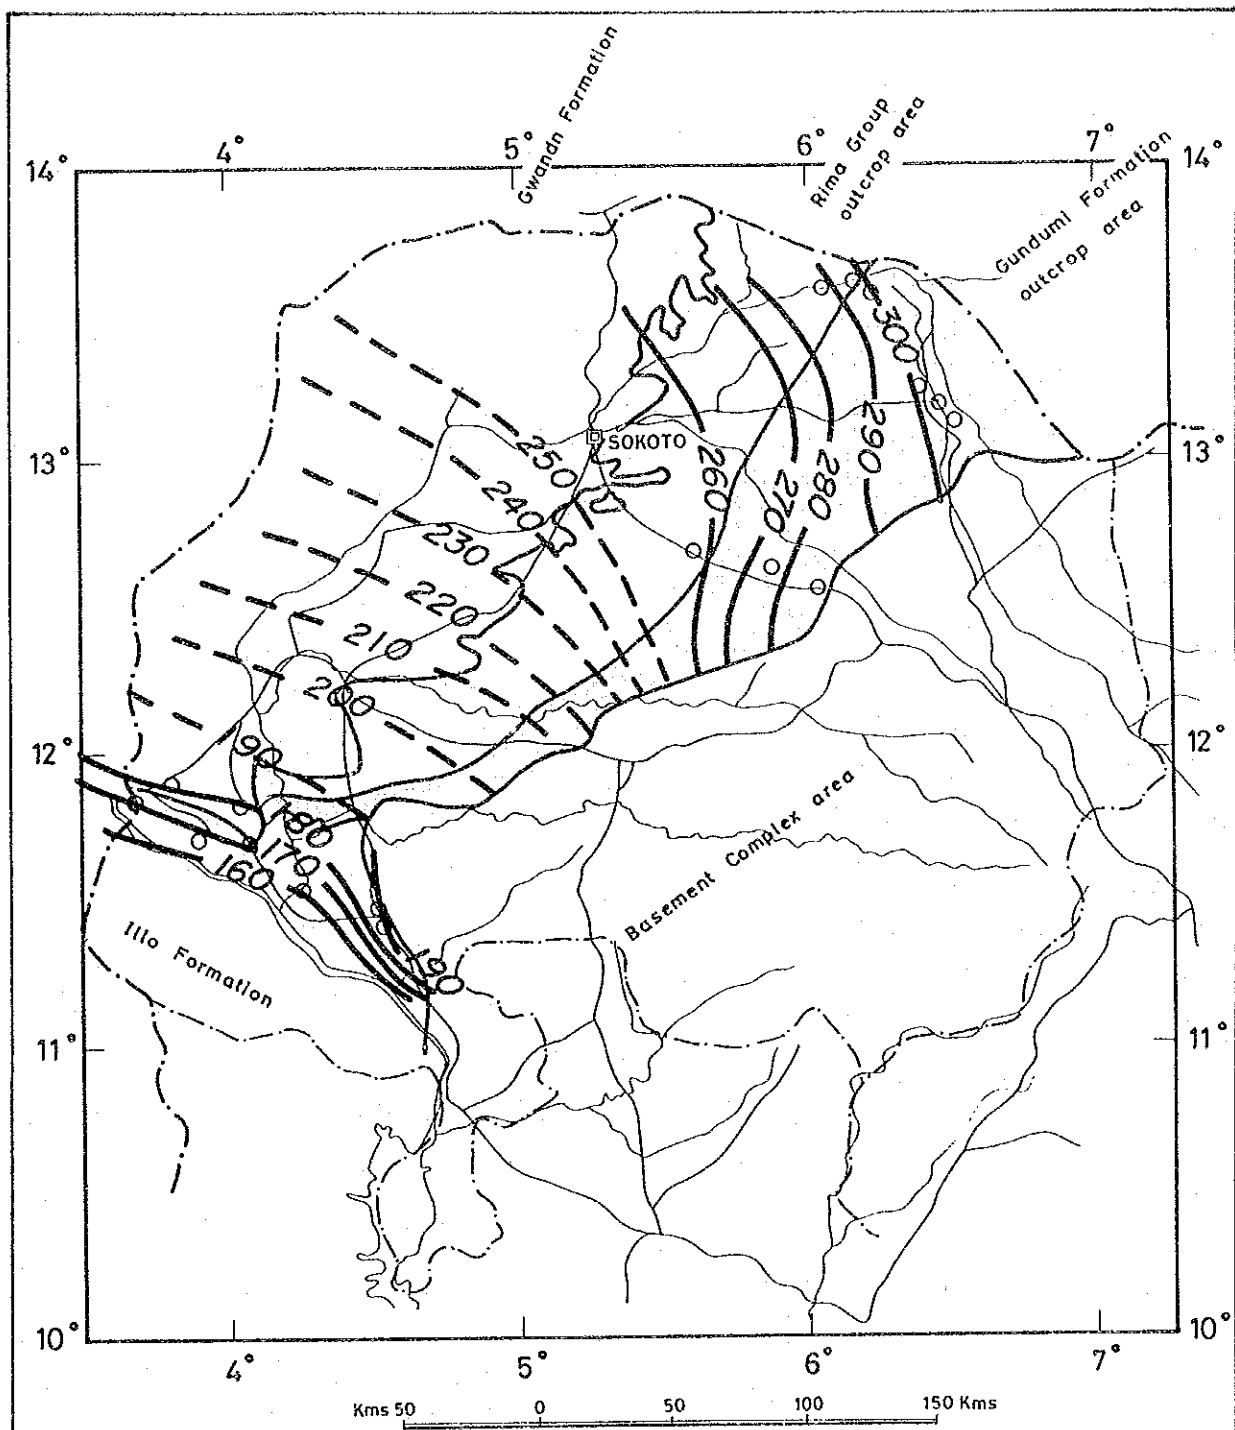 Gwandn Formation
Rima Group
outcrop area
Gundumi Formation
outcrop area
4° 5° 6° 7°
14° 14°
300
SOKOTO
13° 13°
250
260
290
240
280
270
230
220
210
200
12° 12°
90
180
170
160
190
Basement Complex area
Illo Formation
11° 11°
10° 10°
4° 5° 6° 7°
Kms 50 0 50 100 150 Kms